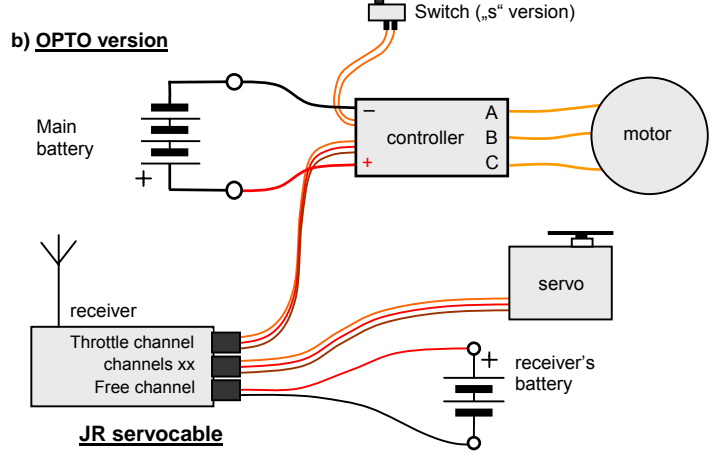 Switch („s“ version)
b) OPTO version
Main
battery
+
−
+
controller
A
B
C
motor
servo
receiver
Throttle channel
channels xx
Free channel
+
receiver's
battery
JR servocable